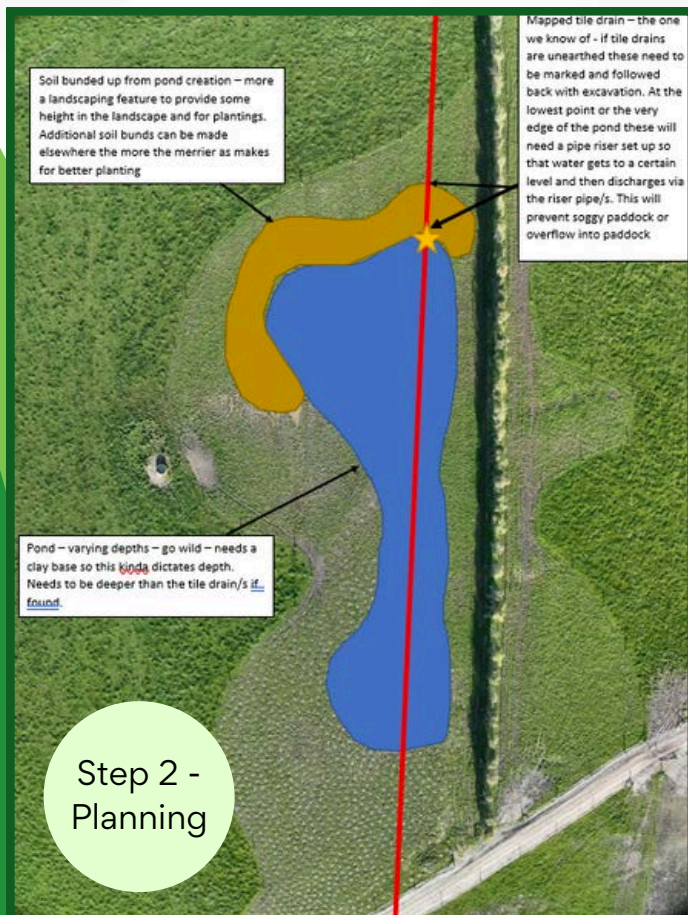 Mapped tile drain – the one
we know of - if tile drains
are unearthed these need to
be marked and followed
back with excavation. At the
lowest point or the very
edge of the pond these will
need a pipe riser set up so
that water gets to a certain
level and then discharges via
the riser pipe/s. This will
prevent soggy paddock or
overflow into paddock
Soil bunded up from pond creation – more
a landscaping feature to provide some
height in the landscape and for plantings.
Additional soil bunds can be made
elsewhere the more the merrier as makes
for better planting
Pond – varying depths – go wild – needs a
clay base so this kinda dictates depth.
Needs to be deeper than the tile drain/s if
found.
Step 2 -
Planning